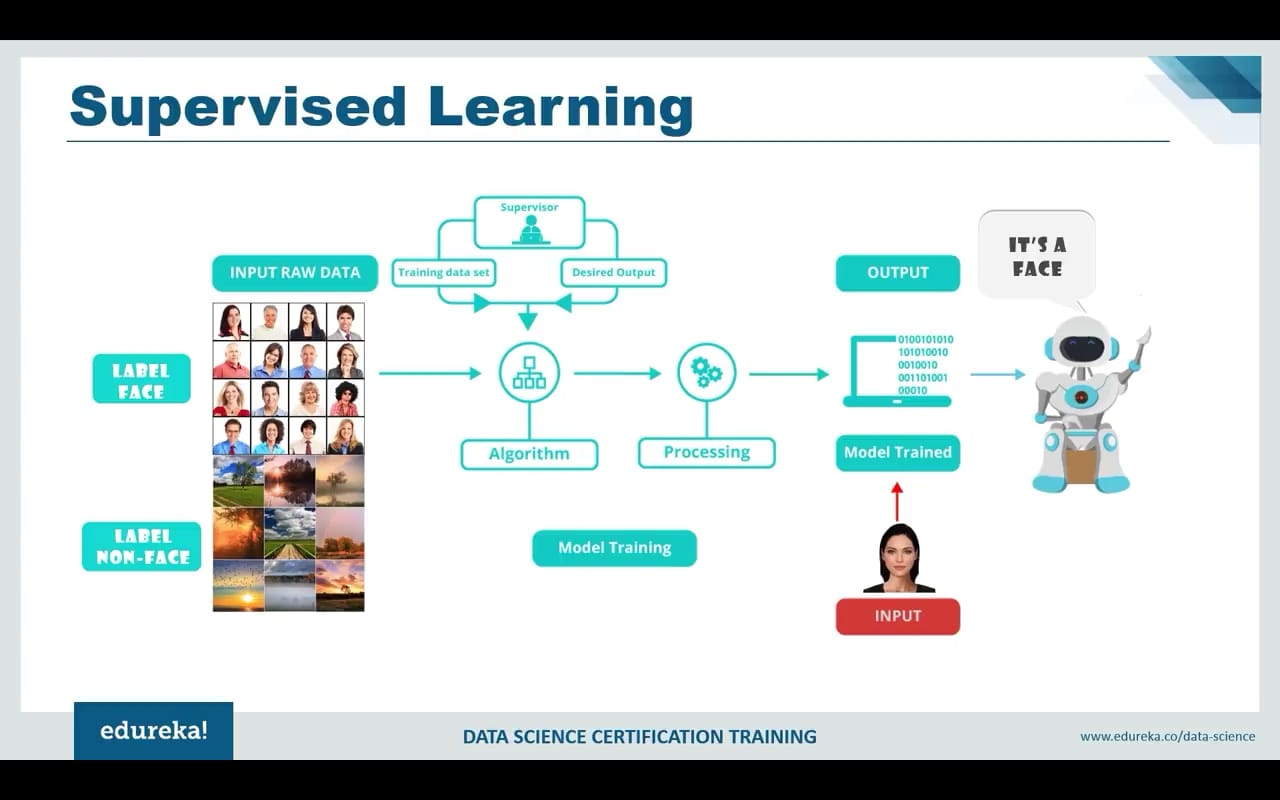 Supervised Learning
Supervisor
INPUT RAW DATA
Training data set
Desired Output
OUTPUT
IT'S A
FACE
LABEL
FACE
0100101010
101010010
0010010
001101001
00010
Algorithm
Processing
Model Trained
LABEL
NON-FACE
Model Training
INPUT
edureka!
DATA SCIENCE CERTIFICATION TRAINING
www.edureka.co/data-science